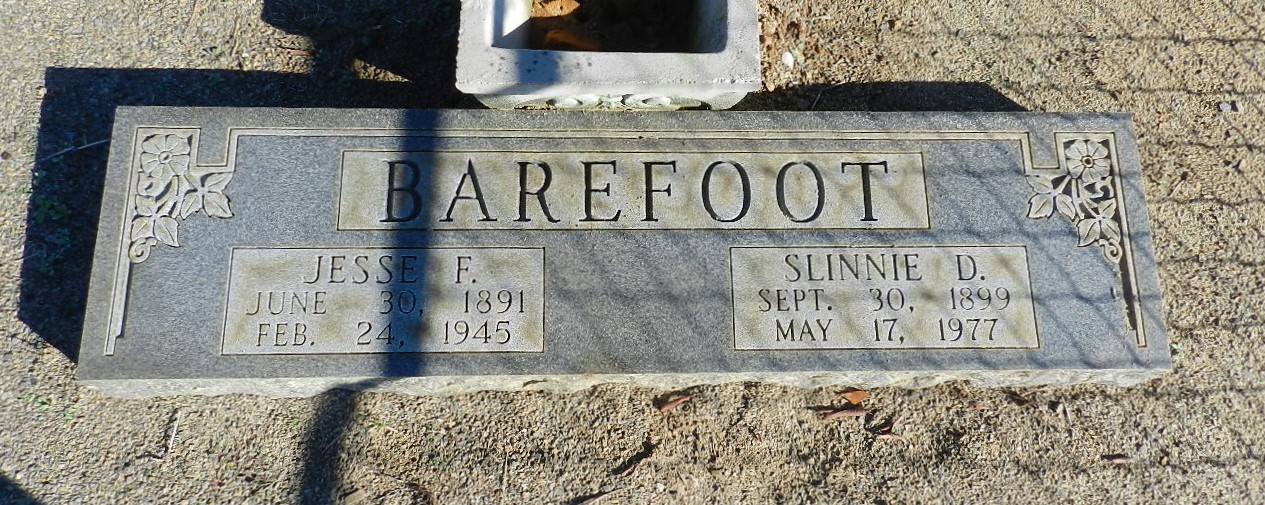 BAREFOOT
JESSE F.
JUNE 30, 1891
FEB. 24, 1945
SLINNIE D.
SEPT. 30, 1899
MAY 17, 1977